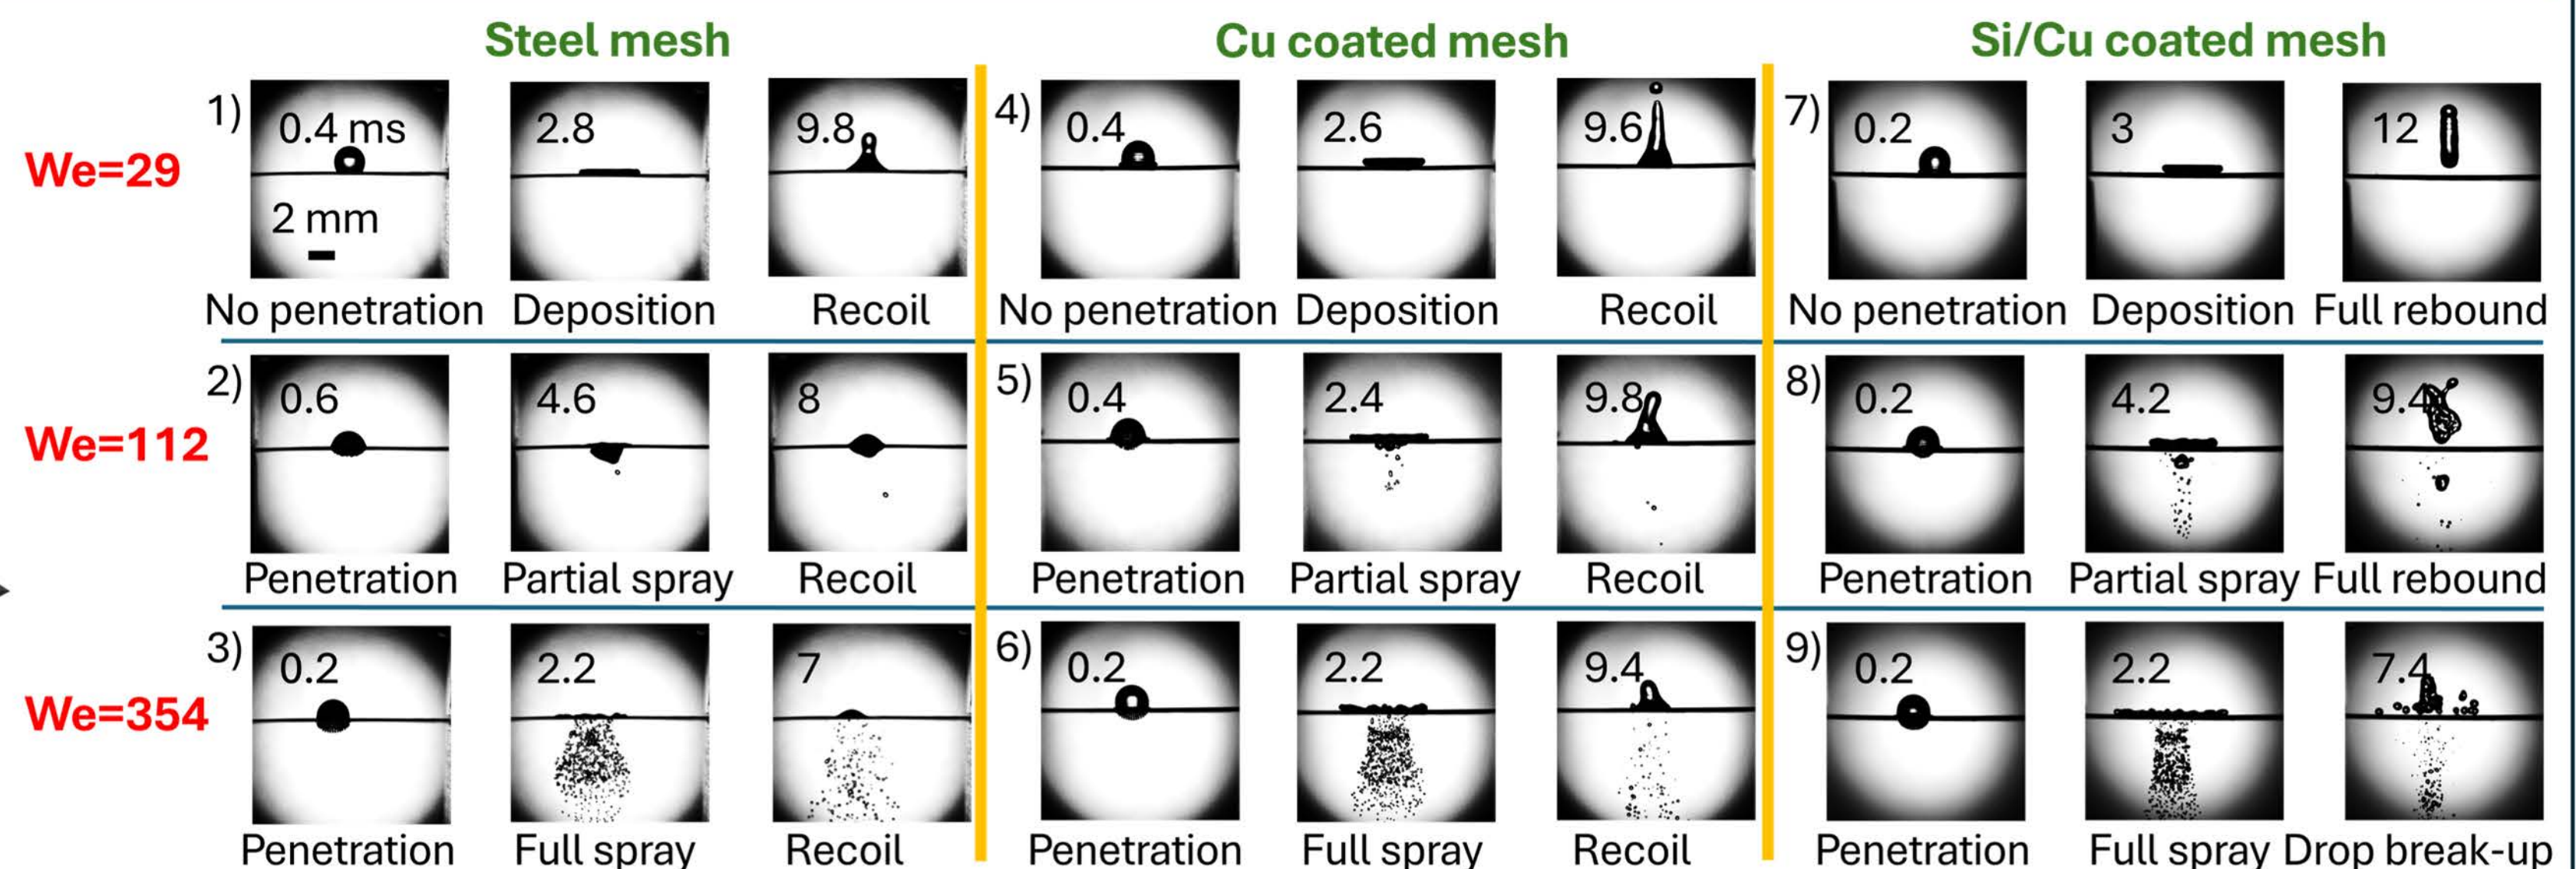 Steel mesh
Cu coated mesh
Si/Cu coated mesh
We=29
1)
0.4 ms
2 mm
2.8
9.8
4)
0.4
2.6
9.6
7)
0.2
3
12
No penetration
Deposition
Recoil
No penetration
Deposition
Recoil
No penetration
Deposition
Full rebound
We=112
2)
0.6
4.6
8
5)
0.4
2.4
9.8
8)
0.2
4.2
9.4
Penetration
Partial spray
Recoil
Penetration
Partial spray
Recoil
Penetration
Partial spray
Full rebound
We=354
3)
0.2
2.2
7
6)
0.2
2.2
9.4
9)
0.2
2.2
7.4
Penetration
Full spray
Recoil
Penetration
Full spray
Recoil
Penetration
Full spray
Drop break-up